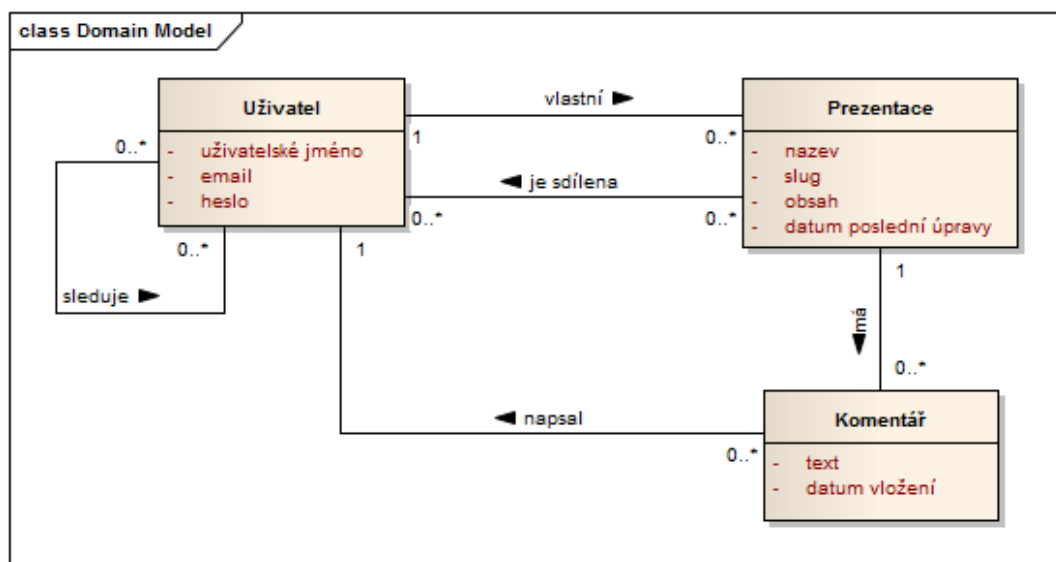 class Domain Model
Uživatel
- uživatelské jméno
- email
- heslo
vlastní
1
0..*
je sdílena
0..*
0..*
Prezentace
- nazev
- slug
- obsah
- datum poslední úpravy
0..*
0..*
sleduje
1
1
má
0..*
napsal
0..*
Komentář
- text
- datum vložení